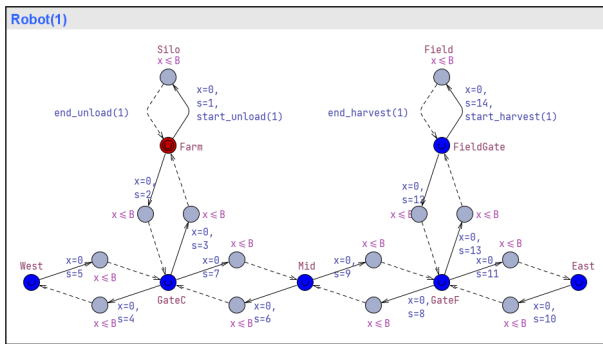 Robot(1)
Silo
x ≤ B
x=0,
s=1,
start_unload(1)
end_unload(1)
Farm
Field
x ≤ B
x=0,
s=14,
start_harvest(1)
end_harvest(1)
FieldGate
x=0,
s=2
x ≤ B
x ≤ B
x=0,
s=3
x=0,
s=12
x ≤ B
x ≤ B
x=0,
s=13
West
x=0,
s=5
x ≤ B
x ≤ B
x=0,
s=7
Mid
x ≤ B
x=0,
s=9
x ≤ B
x=0,
s=11
East
GateC
GateF
x=0,
s=4
x ≤ B
x=0,
s=6
x ≤ B
x=0,
s=8
x ≤ B
x=0,
s=10
x ≤ B